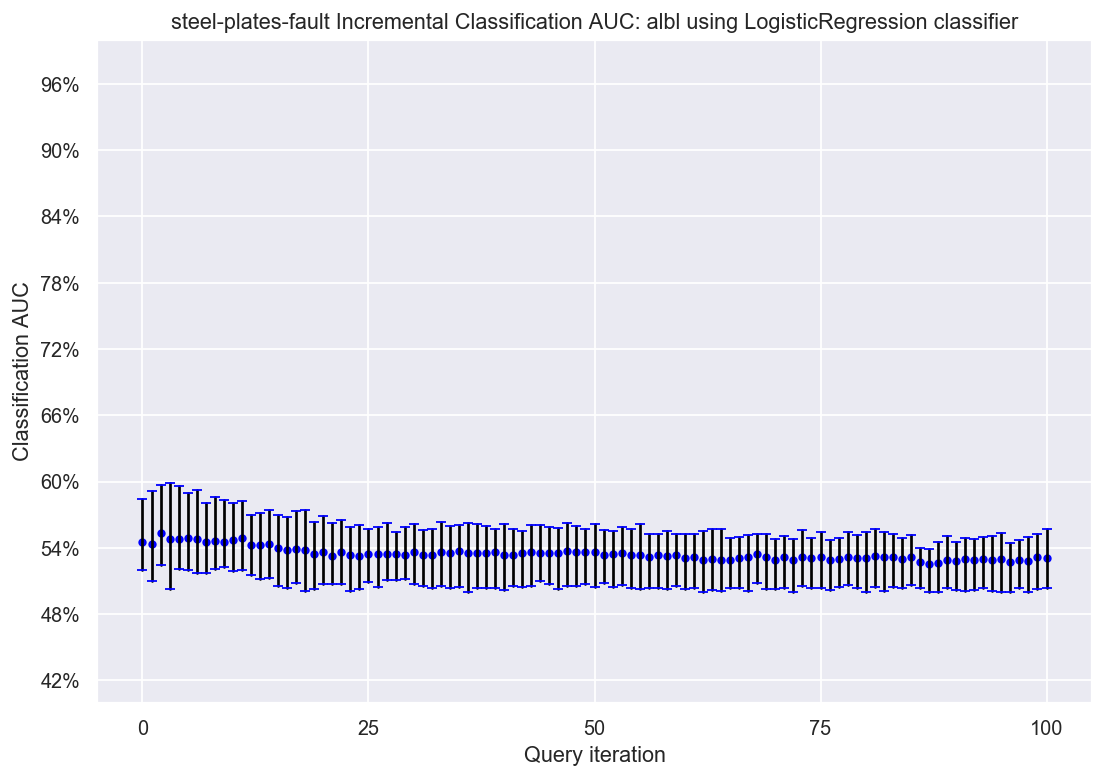 steel-plates-fault Incremental Classification AUC: albl using LogisticRegression classifier
96%
90%
84%
78%
72%
66%
60%
54%
48%
42%
Classification AUC
0 25 50 75 100
Query iteration